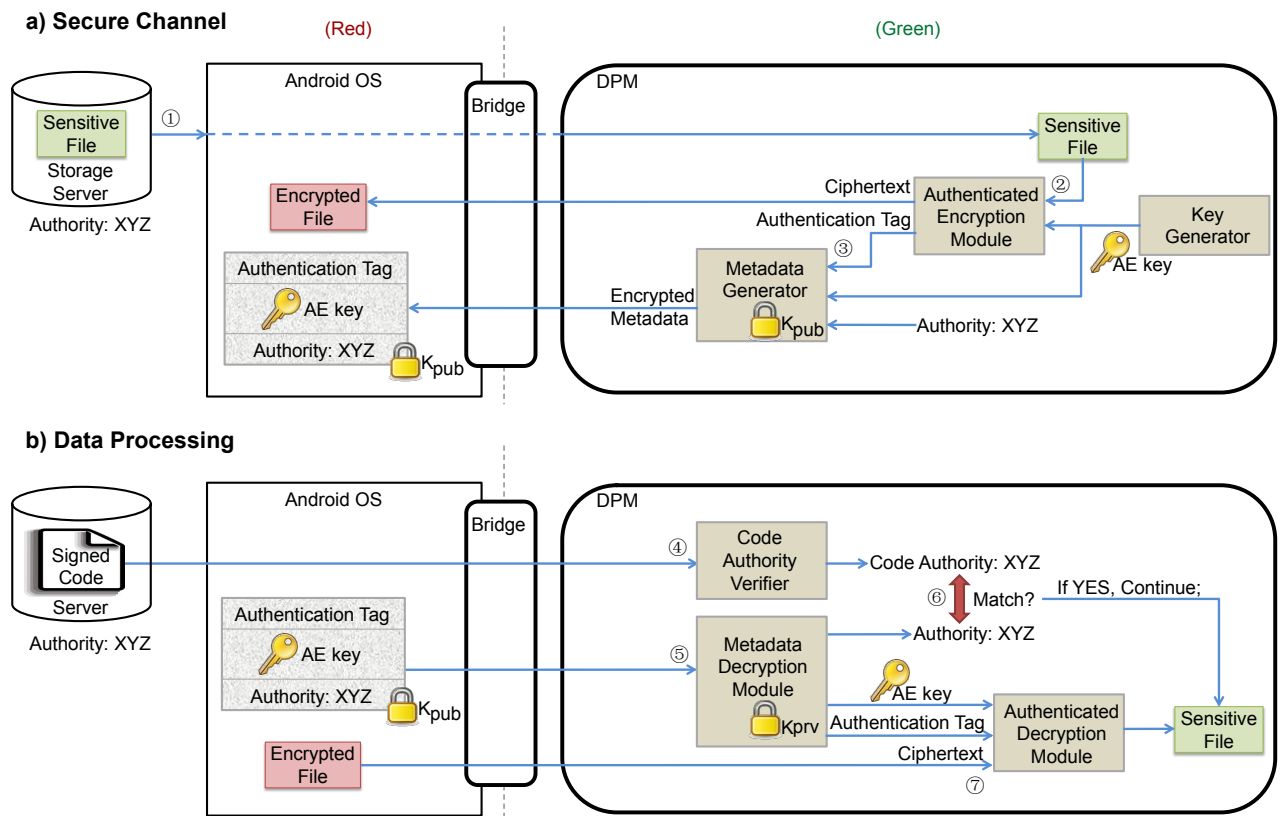 a) Secure Channel
(Red)
(Green)
Android OS
Bridge
DPM
Sensitive
File
Storage
Server
Authority: XYZ
①
Sensitive
File
Encrypted
File
Ciphertext
②
Authenticated
Encryption
Module
Key
Generator
Authentication Tag
③
AE key
Authentication Tag
AE key
Authority: XYZ
Kpub
Encrypted
Metadata
Metadata
Generator
Kpub
Authority: XYZ
b) Data Processing
Android OS
Bridge
DPM
Signed
Code
Server
Authority: XYZ
④
Code
Authority
Verifier
Code Authority: XYZ
⑥
Match?
If YES, Continue;
Authority: XYZ
Authentication Tag
AE key
Authority: XYZ
Kpub
⑤
Metadata
Decryption
Module
Kprv
AE key
Authentication Tag
Ciphertext
⑦
Authenticated
Decryption
Module
Sensitive
File
Encrypted
File